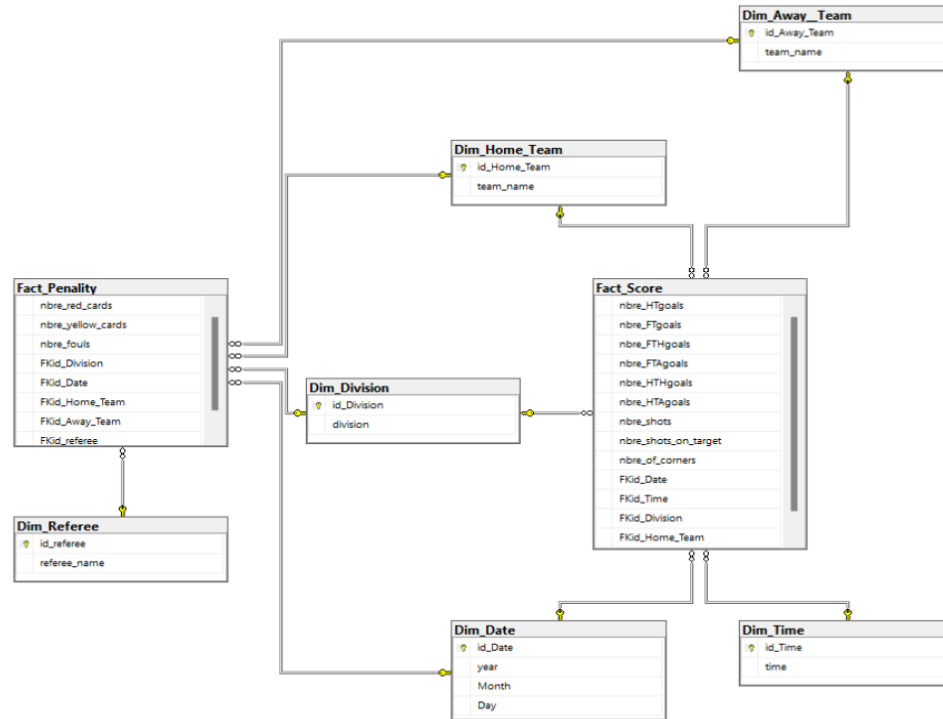 Dim_Away__Team
id_Away_Team
team_name
Dim_Home_Team
id_Home_Team
team_name
Fact_Penality
nbre_red_cards
nbre_yellow_cards
nbre_fouls
FKid_Division
FKid_Date
FKid_Home_Team
FKid_Away_Team
FKid_referee
Fact_Score
nbre_HTgoals
nbre_FTgoals
nbre_FTHgoals
nbre_FTAgoals
nbre_HTHgoals
nbre_HTAgoals
nbre_shots
nbre_shots_on_target
nbre_of_corners
FKid_Date
FKid_Time
FKid_Division
FKid_Home_Team
Dim_Division
id_Division
division
Dim_Referee
id_referee
referee_name
Dim_Date
id_Date
year
Month
Day
Dim_Time
id_Time
time